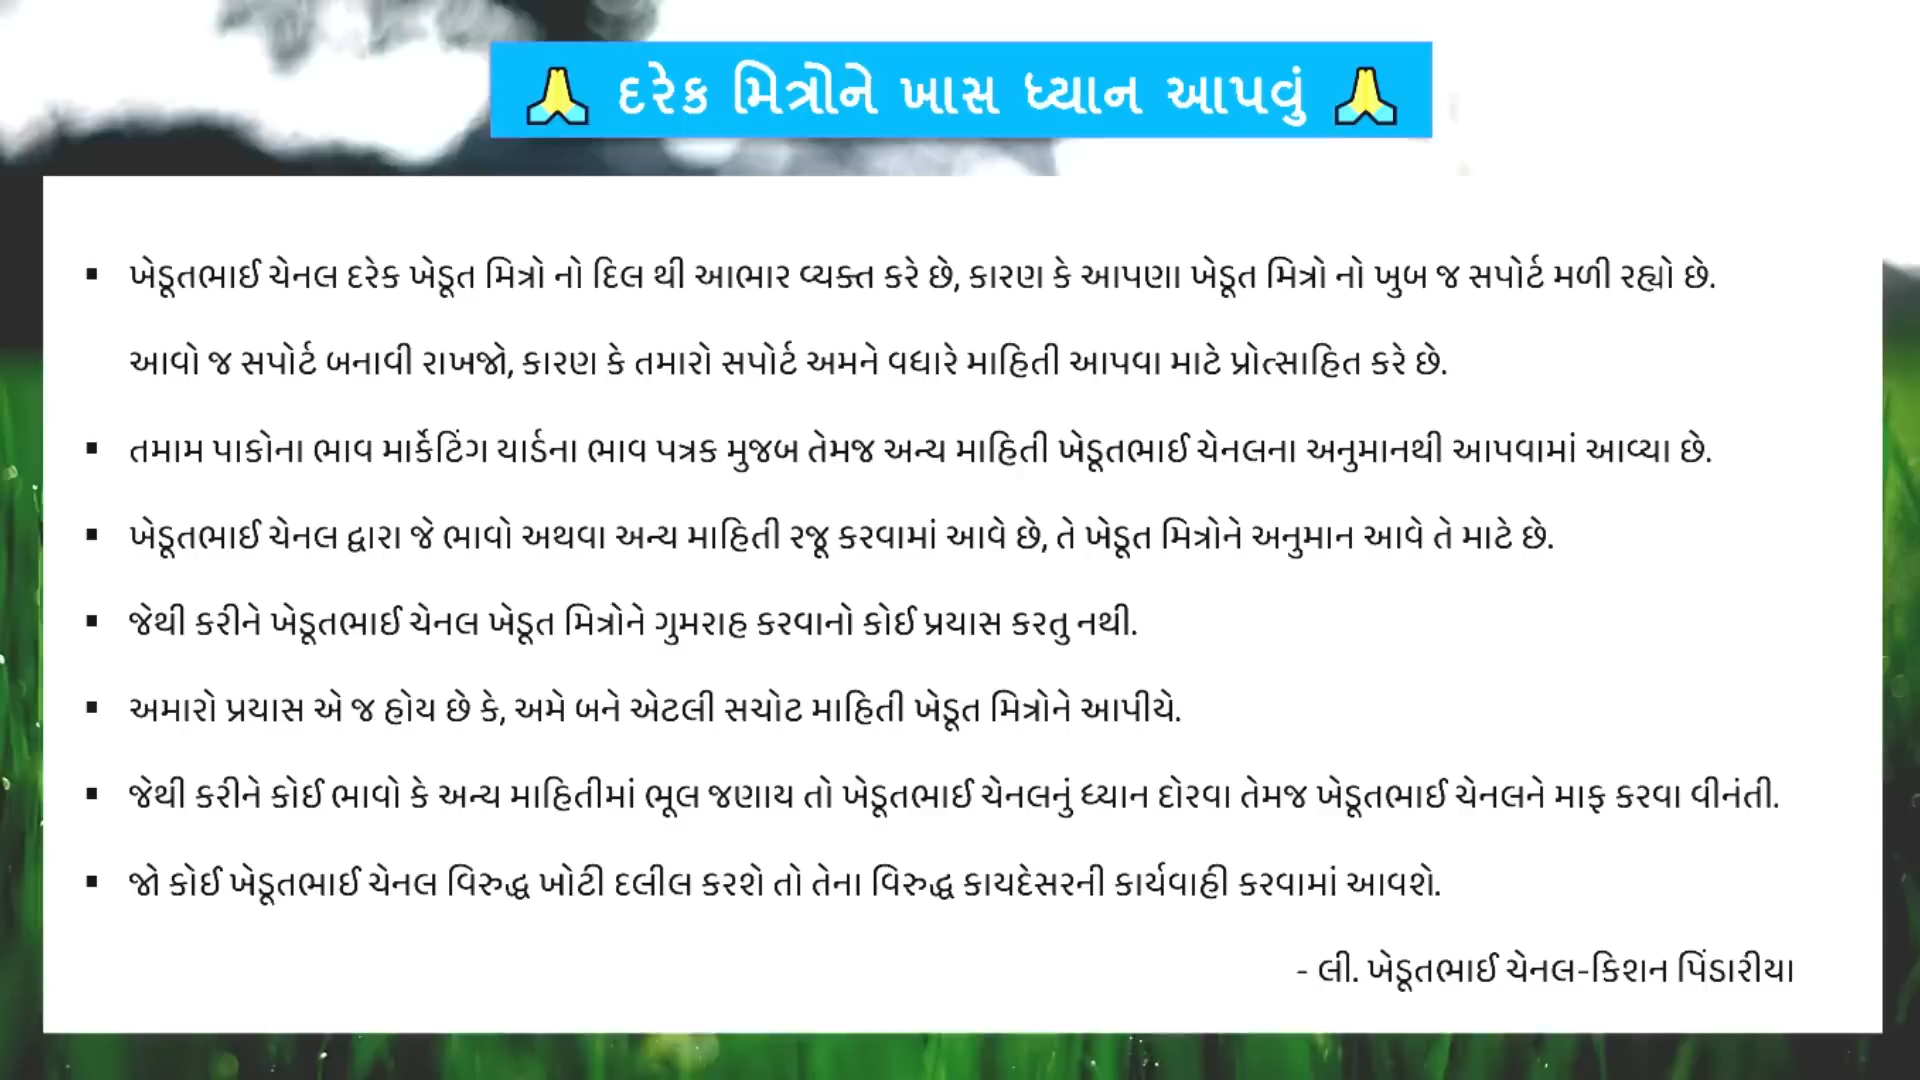 🙏 દરેક મિત્રોને ખાસ ધ્યાન આપવું 🙏
▪ ખેડૂતભાઈ ચેનલ દરેક ખેડૂત મિત્રો નો દિલ થી આભાર વ્યક્ત કરે છે, કારણ કે આપણા ખેડૂત મિત્રો નો ખુબ જ સપોર્ટ મળી રહ્યો છે.
આવો જ સપોર્ટ બનાવી રાખજો, કારણ કે તમારો સપોર્ટ અમને વધારે માહિતી આપવા માટે પ્રોત્સાહિત કરે છે.
▪ તમામ પાકોના ભાવ માર્કેટિંગ યાર્ડના ભાવ પત્રક મુજબ તેમજ અન્ય માહિતી ખેડૂતભાઈ ચેનલના અનુમાનથી આપવામાં આવ્યા છે.
▪ ખેડૂતભાઈ ચેનલ દ્વારા જે ભાવો અથવા અન્ય માહિતી રજૂ કરવામાં આવે છે, તે ખેડૂત મિત્રોને અનુમાન આવે તે માટે છે.
▪ જેથી કરીને ખેડૂતભાઈ ચેનલ ખેડૂત મિત્રોને ગુમરાહ કરવાનો કોઈ પ્રયાસ કરતુ નથી.
▪ અમારો પ્રયાસ એ જ હોય છે કે, અમે બને એટલી સચોટ માહિતી ખેડૂત મિત્રોને આપીયે.
▪ જેથી કરીને કોઈ ભાવો કે અન્ય માહિતીમાં ભૂલ જણાય તો ખેડૂતભાઈ ચેનલનું ધ્યાન દોરવા તેમજ ખેડૂતભાઈ ચેનલને માફ કરવા વીનંતી.
▪ જો કોઈ ખેડૂતભાઈ ચેનલ વિરુદ્ધ ખોટી દલીલ કરશે તો તેના વિરુદ્ધ કાયદેસરની કાર્યવાહી કરવામાં આવશે.
- લી. ખેડૂતભાઈ ચેનલ-કિશન પિંડારીયા